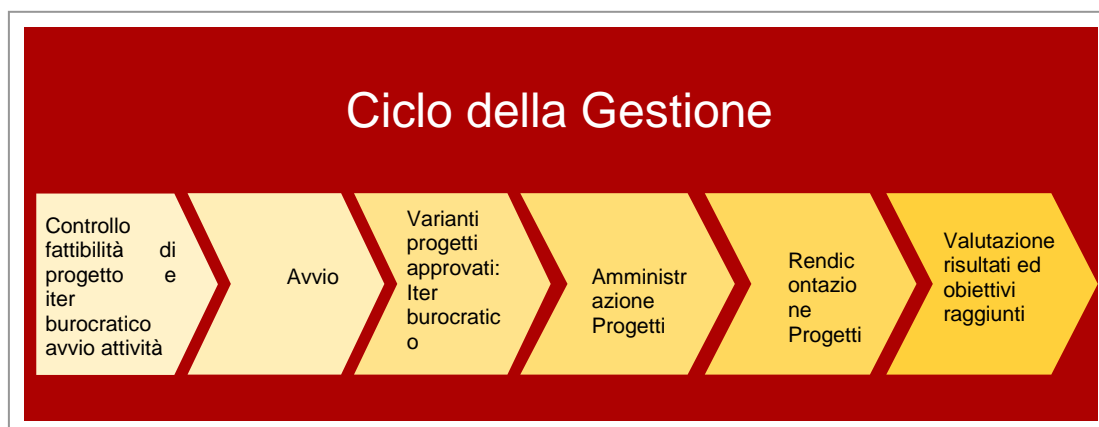 Ciclo della Gestione
Controllo
fattibilità di
progetto e
iter
burocratico
avvio attività
Avvio
Varianti
progetti
approvati:
Iter
burocratic
o
Amministr
azione
Progetti
Rendic
ontazio
ne
Progetti
Valutazione
risultati ed
obiettivi
raggiunti